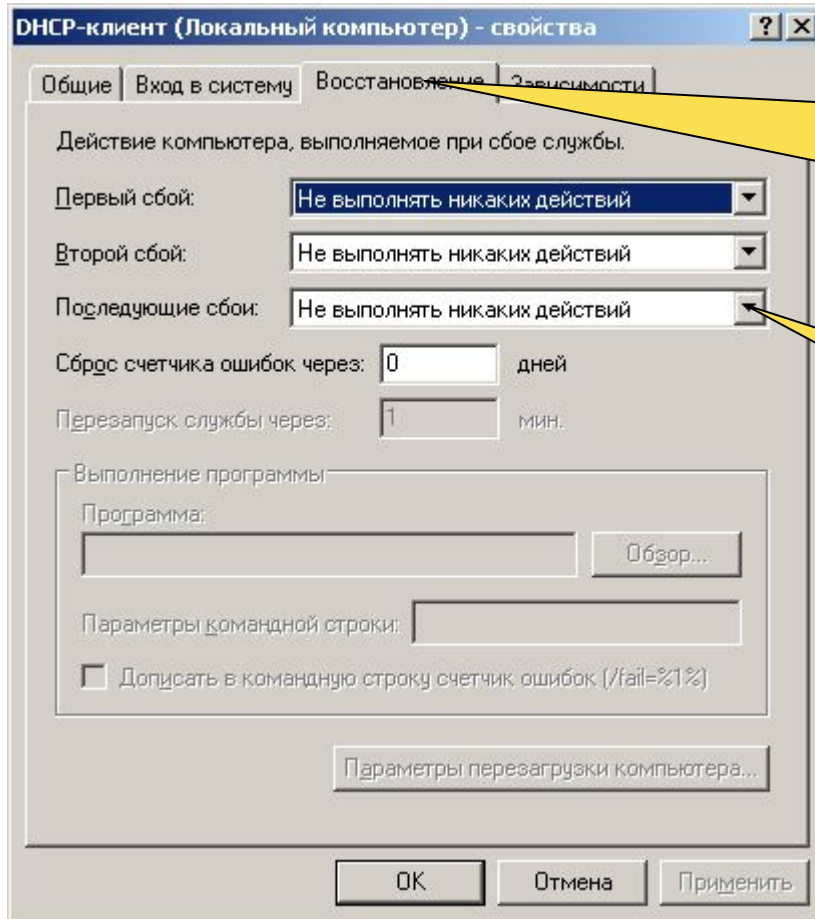 DHCP-клиент (Локальный компьютер) - свойства
Общие Вход в систему Восстановление Зависимости
Действие компьютера, выполняемое при сбое службы.
Первый сбой: Не выполнять никаких действий
Второй сбой: Не выполнять никаких действий
Последующие сбои: Не выполнять никаких действий
Сброс счетчика ошибок через: 0 дней
Перезапуск службы через: 1 мин.
Выполнение программы
Программа:
Обзор...
Параметры командной строки:
Дописать в командную строку счетчик ошибок (/fail=%1%)
Параметры перезагрузки компьютера...
ОК Отмена Применить